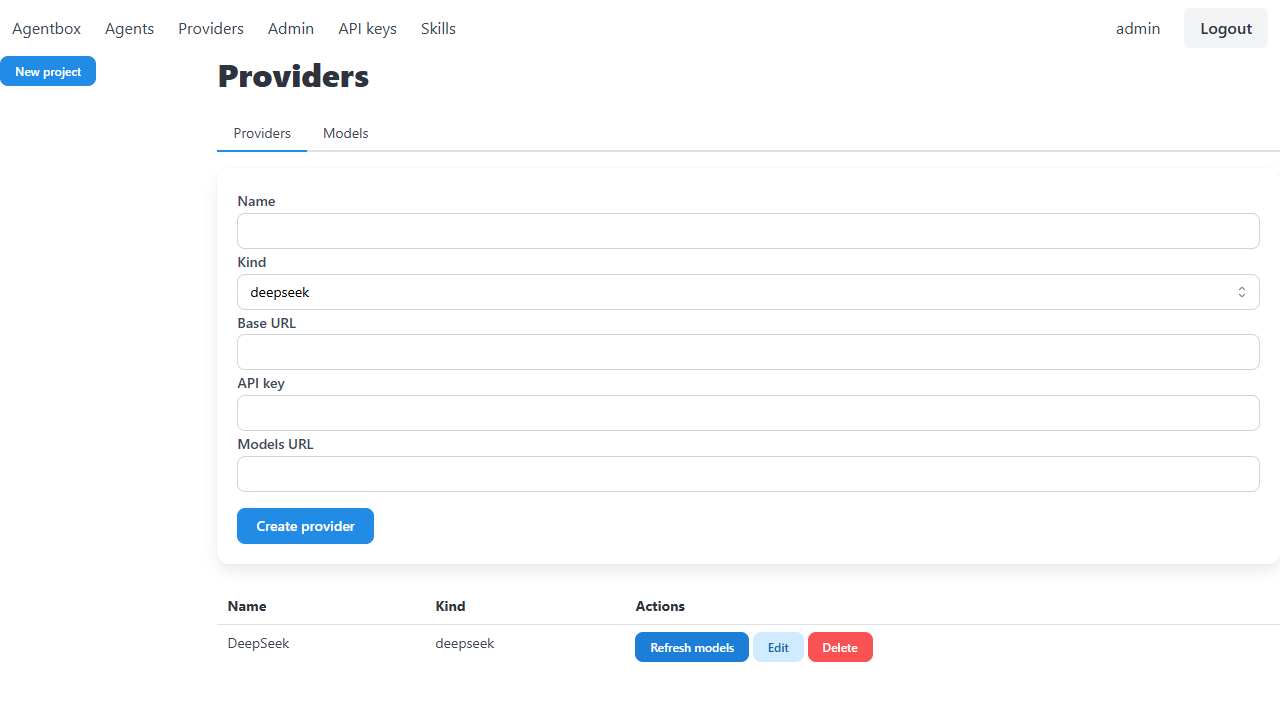 Agentbox Agents Providers Admin API keys Skills admin Logout
New project
Providers
Providers Models
Name
Kind
deepseek
Base URL
API key
Models URL
Create provider
Name Kind Actions
DeepSeek deepseek Refresh models Edit Delete